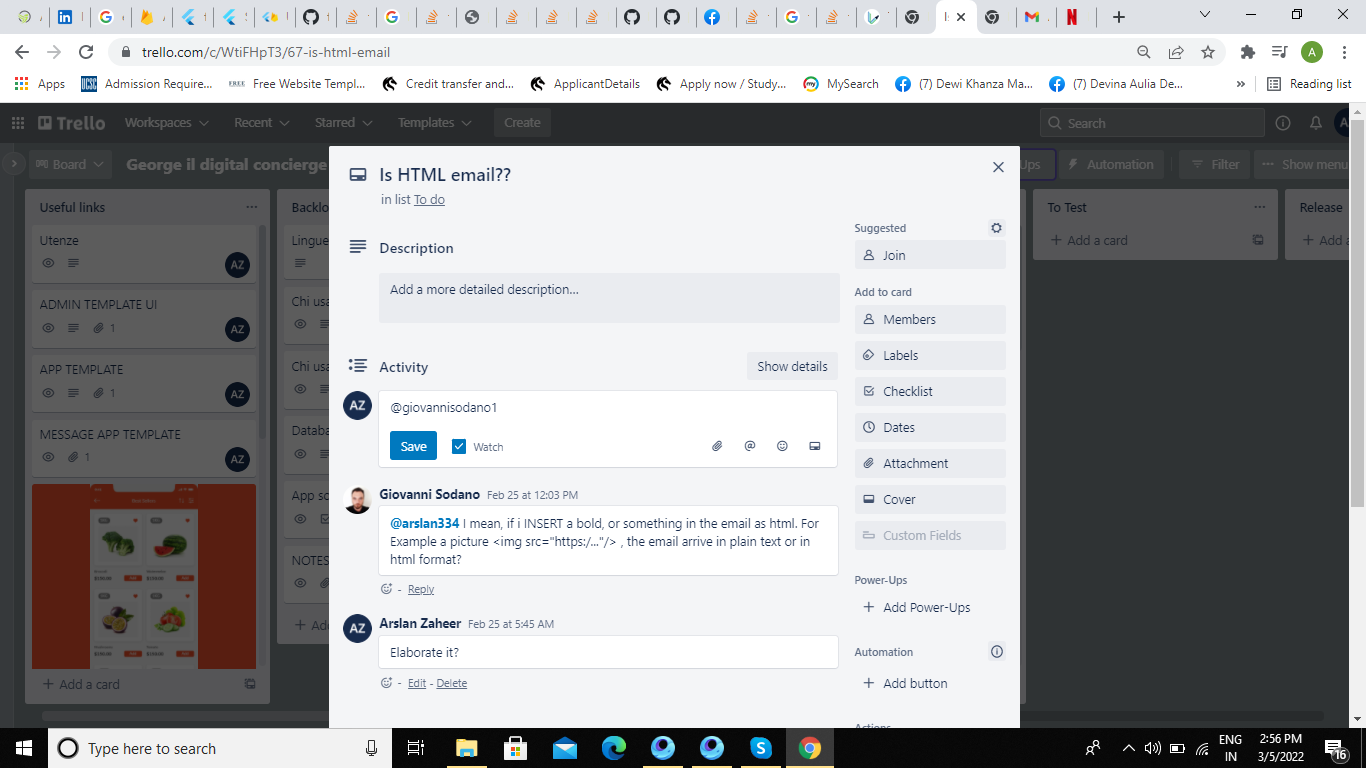 trello.com/c/WtiFHpT3/67-is-html-email
A
Apps
Admission Require...
FREE
Free Website Templ...
Credit transfer and...
ApplicantDetails
Apply now / Study...
MySearch
(7) Dewi Khanza Ma...
(7) Devina Aulia De...
»
Reading list
Trello
Workspaces
Recent
Starred
Templates
Create
Search
Board
George il digital concierge
Ups
Automation
Filter
Show menu
Useful links
Utenze
AZ
ADMIN TEMPLATE UI
1
AZ
APP TEMPLATE
1
AZ
MESSAGE APP TEMPLATE
1
AZ
+ Add a card
Backlo
Lingue
Chi usa
Chi usa
Databa
App sc
NOTES
+ Add
Is HTML email??
in list To do
Description
Add a more detailed description...
Activity
Show details
AZ
@giovannisodano1
Save
Watch
Giovanni Sodano Feb 25 at 12:03 PM
@arslan334 I mean, if i INSERT a bold, or something in the email as html. For
Example a picture <img src="https:/..."/> , the email arrive in plain text or in
html format?
- Reply
AZ
Arslan Zaheer Feb 25 at 5:45 AM
Elaborate it?
- Edit - Delete
Suggested
Join
Add to card
Members
Labels
Checklist
Dates
Attachment
Cover
Custom Fields
Power-Ups
+ Add Power-Ups
Automation
+ Add button
Actions
To Test
+ Add a card
Release
+ Add a
Type here to search
ENG
IN
2:56 PM
3/5/2022
16